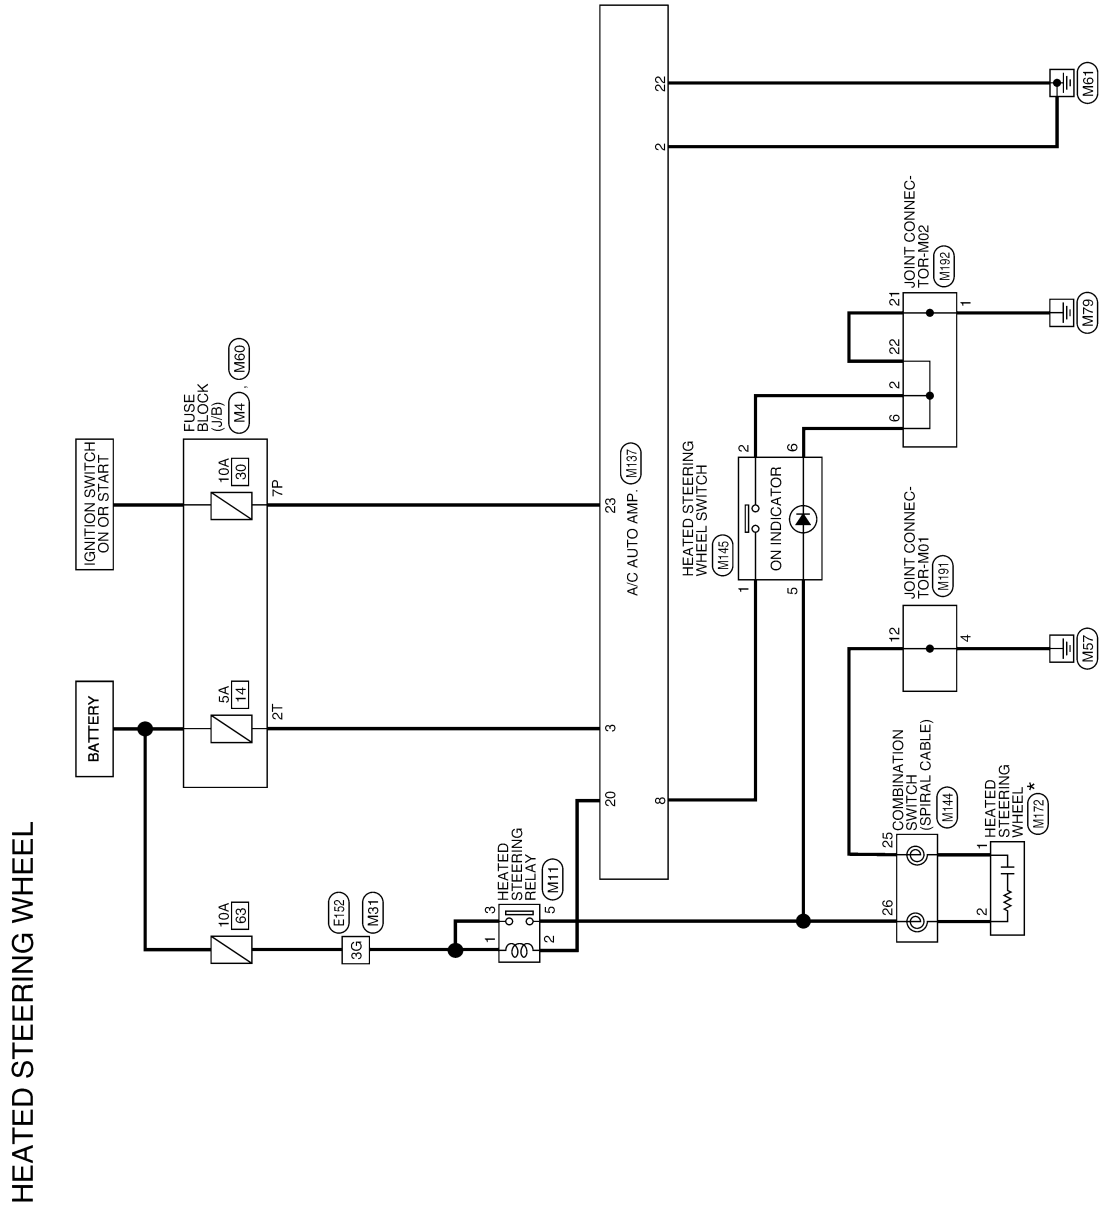 HEATED STEERING WHEEL
BATTERY
IGNITION SWITCH
ON OR START
FUSE
BLOCK
(J/B)
M4
,
M60
10A
63
5A
14
2T
10A
30
7P
3G
E152
M31
1
3
2
5
HEATED
STEERING
RELAY
M11
20
3
23
A/C AUTO AMP.
M137
8
2
22
HEATED STEERING
WHEEL SWITCH
M145
1
2
ON INDICATOR
5
6
26
25
COMBINATION
SWITCH
(SPIRAL CABLE)
M144
2
1
HEATED
STEERING
WHEEL
*
M172
12
4
JOINT CONNEC-
TOR-M01
M191
M57
6
2
22
21
1
JOINT CONNEC-
TOR-M02
M192
M79
M61